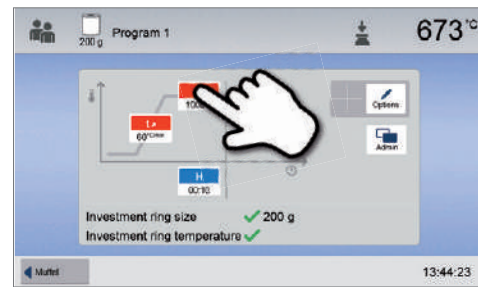 200 g
Program 1
673°C
t↗
60°C/min
H
00:10
Options
Admin
Investment ring size
200 g
Investment ring temperature
Muffel
13:44:23